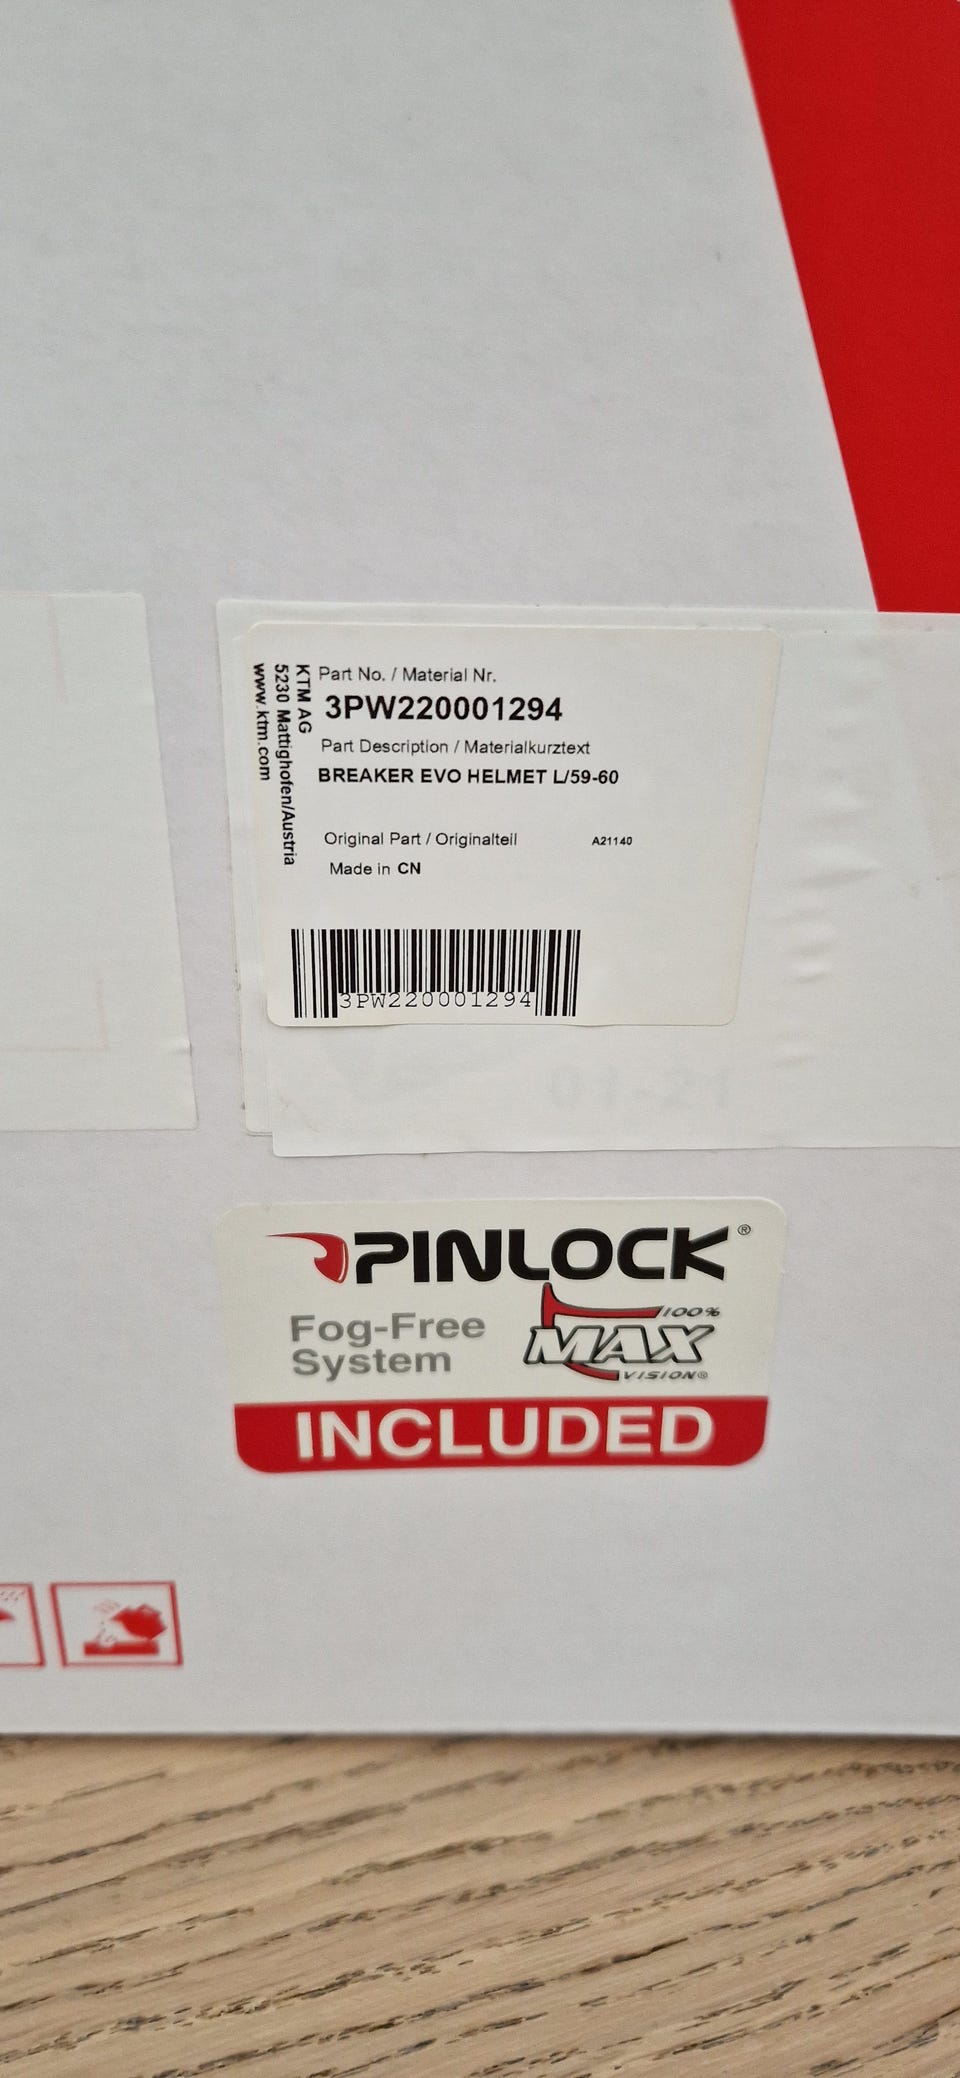 KTM AG
5230 Mattighofen/Austria
www.ktm.com
Part No. / Material Nr.
3PW220001294
Part Description / Materialkurztext
BREAKER EVO HELMET L/59-60
Original Part / Originalteil A21140
Made in CN
3PW220001294
PINLOCK®
Fog-Free
System
100%
MAX
VISION®
INCLUDED